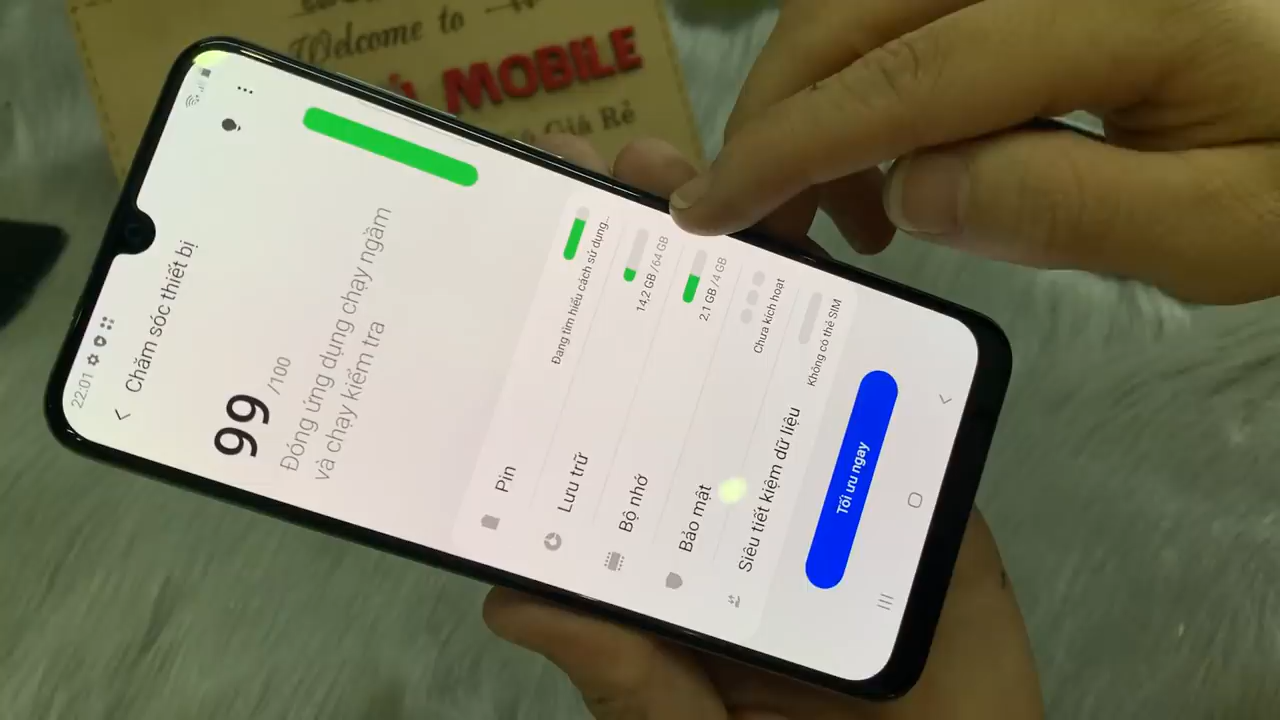 Welcome to
MOBILE
Giá Rẻ
22:01
Chăm sóc thiết bị
99 /100
Đóng ứng dụng chạy ngầm
và chạy kiểm tra
Pin
Đang tìm hiểu cách sử dụng...
Lưu trữ
14,2 GB /64 GB
Bộ nhớ
2,1 GB /4 GB
Bảo mật
Chưa kích hoạt
Siêu tiết kiệm dữ liệu
Không có thẻ SIM
Tối ưu ngay